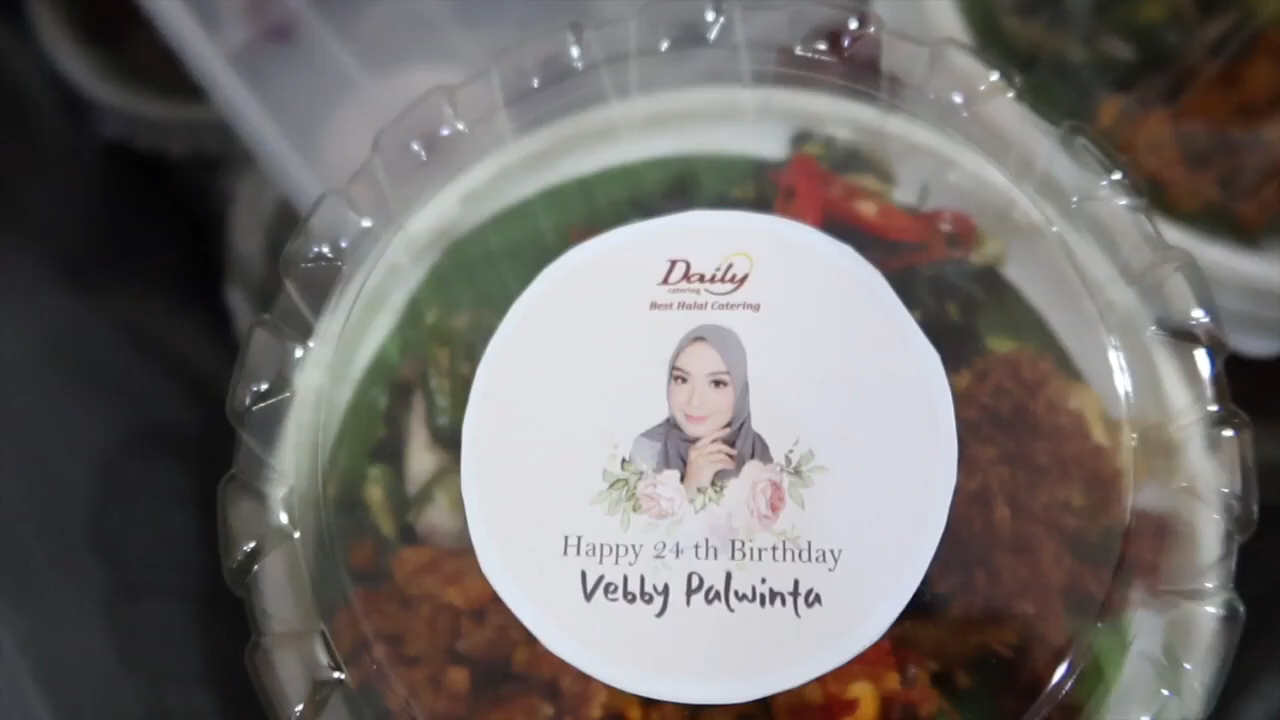 Daily
catering
Best Halal Catering
Happy 24 th Birthday
Vebby Palwinta